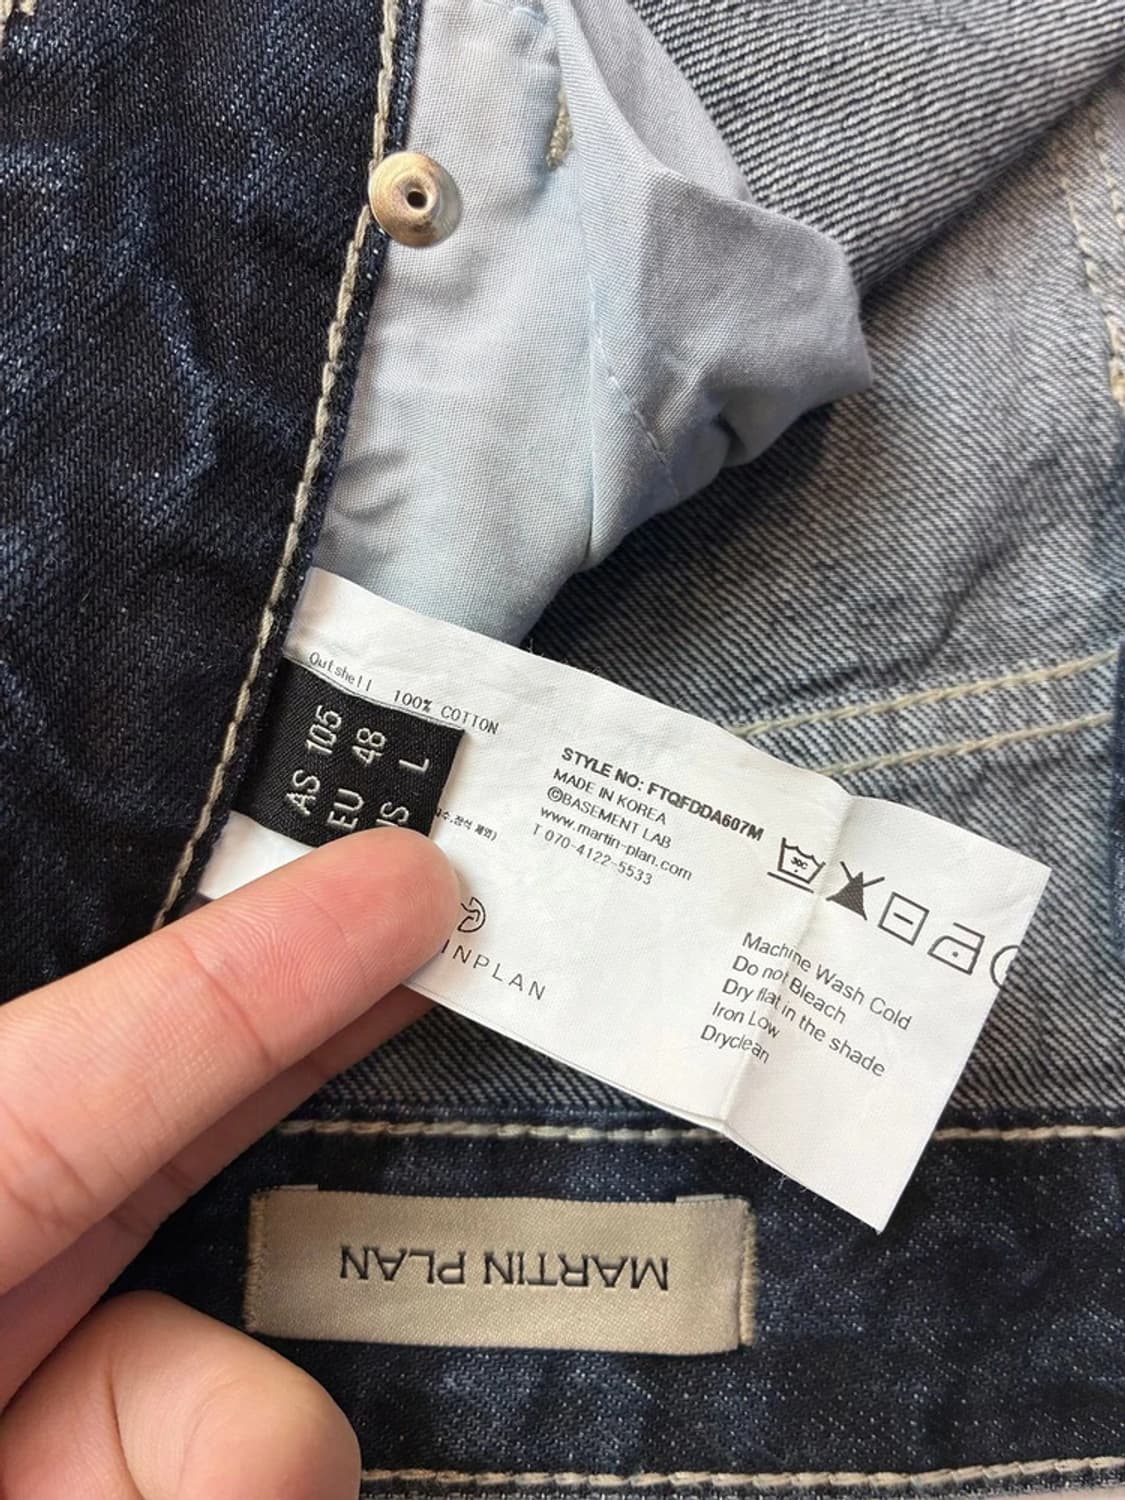 Outshell 100% COTTON
AS 105
EU 48
L
STYLE NO: FTQFDDA607M
MADE IN KOREA
©BASEMENT LAB
www.martin-plan.com
T 070-4122-5533
30C
Machine Wash Cold
Do not Bleach
Dry flat in the shade
Iron Low
Dryclean
INPLAN
MARTIN PLAN